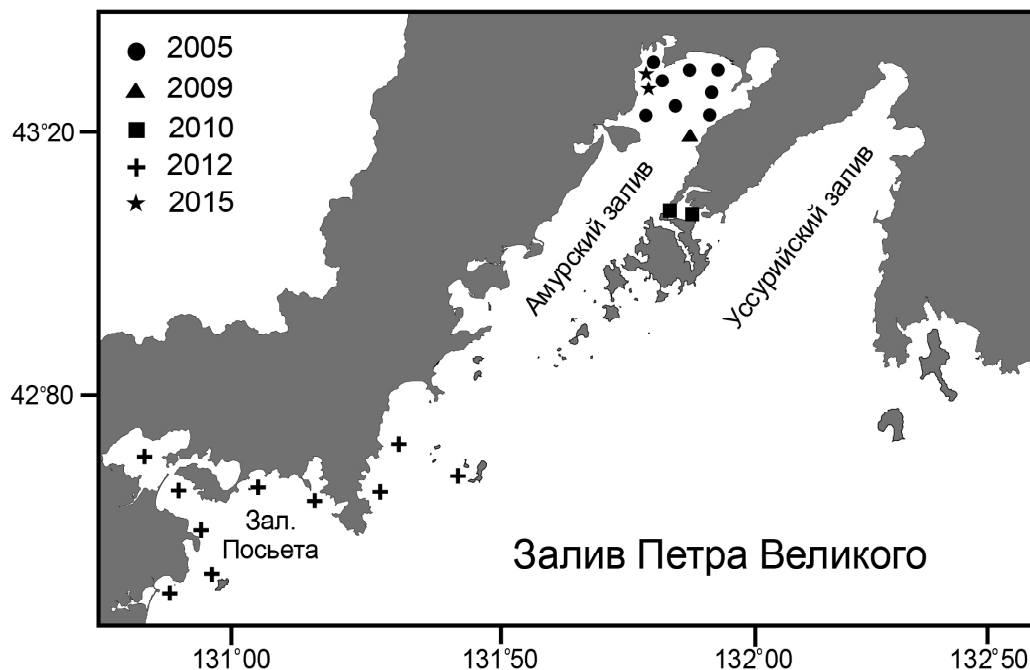 2005
2009
2010
2012
2015
43°20
42°80
Амурский залив
Уссурийский залив
Зал.
Посьета
Залив Петра Великого
131°00
131°50
132°00
132°50